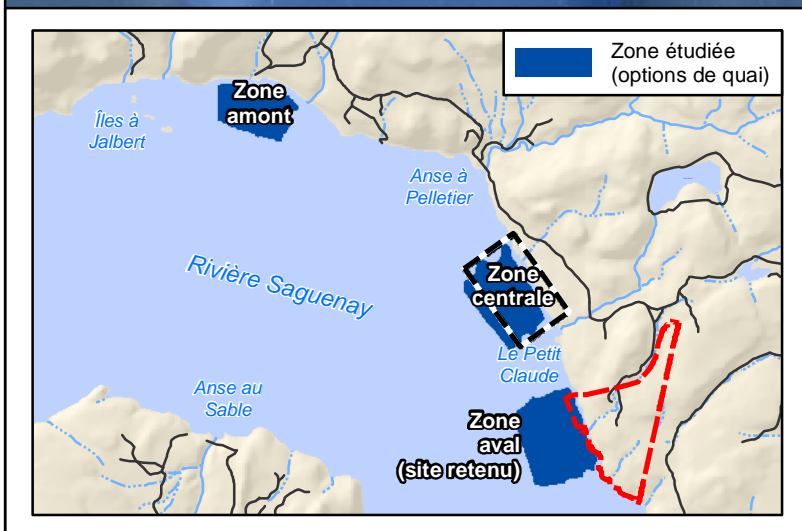 Zone étudiée
(options de quai)
Zone
amont
Îles à
Jalbert
Anse à
Pelletier
Rivière Saguenay
Zone
centrale
Le Petit
Claude
Anse au
Sable
Zone
aval
(site retenu)